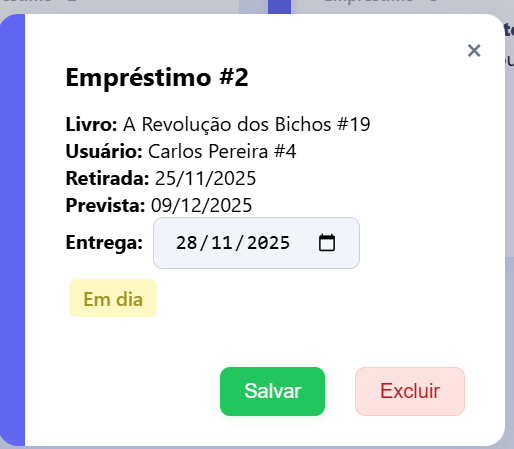 ×
Empréstimo #2
Livro: A Revolução dos Bichos #19
Usuário: Carlos Pereira #4
Retirada: 25/11/2025
Prevista: 09/12/2025
Entrega: 28/11/2025
Em dia
Salvar Excluir